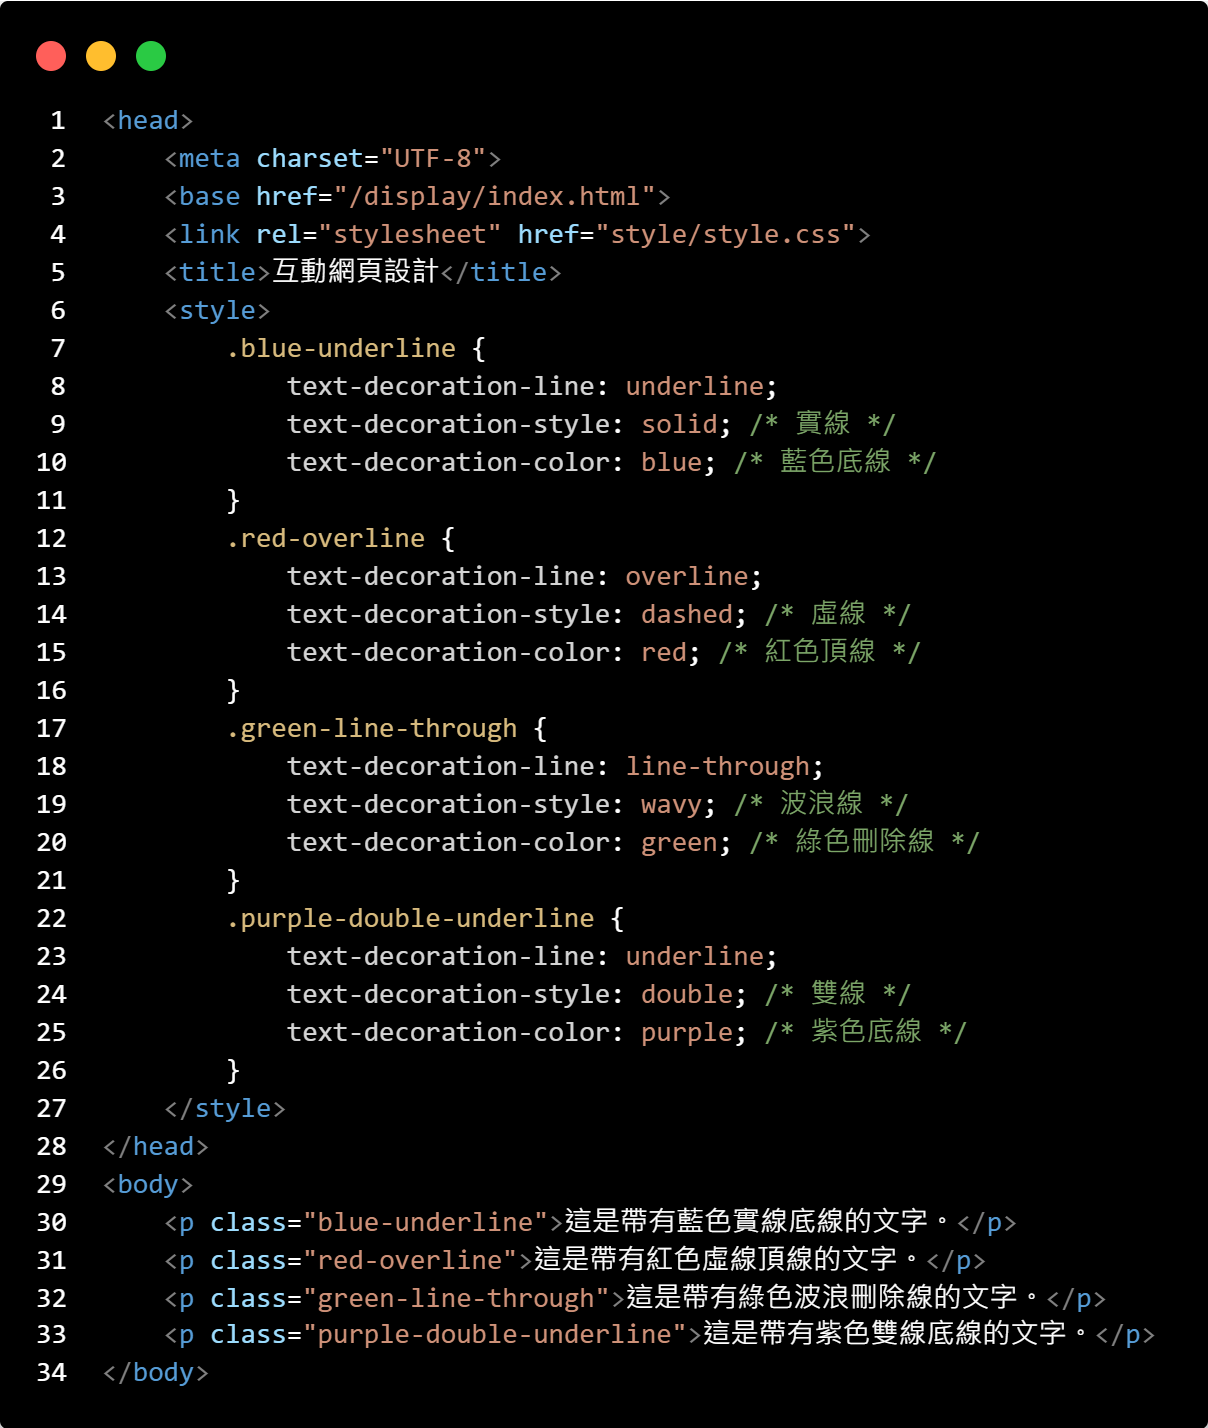 1 <head>
2     <meta charset="UTF-8">
3     <base href="/display/index.html">
4     <link rel="stylesheet" href="style/style.css">
5     <title>互動網頁設計</title>
6     <style>
7         .blue-underline {
8             text-decoration-line: underline;
9             text-decoration-style: solid; /* 實線 */
10             text-decoration-color: blue; /* 藍色底線 */
11         }
12         .red-overline {
13             text-decoration-line: overline;
14             text-decoration-style: dashed; /* 虛線 */
15             text-decoration-color: red; /* 紅色頂線 */
16         }
17         .green-line-through {
18             text-decoration-line: line-through;
19             text-decoration-style: wavy; /* 波浪線 */
20             text-decoration-color: green; /* 綠色刪除線 */
21         }
22         .purple-double-underline {
23             text-decoration-line: underline;
24             text-decoration-style: double; /* 雙線 */
25             text-decoration-color: purple; /* 紫色底線 */
26         }
27     </style>
28 </head>
29 <body>
30     <p class="blue-underline">這是帶有藍色實線底線的文字。</p>
31     <p class="red-overline">這是帶有紅色虛線頂線的文字。</p>
32     <p class="green-line-through">這是帶有綠色波浪刪除線的文字。</p>
33     <p class="purple-double-underline">這是帶有紫色雙線底線的文字。</p>
34 </body>